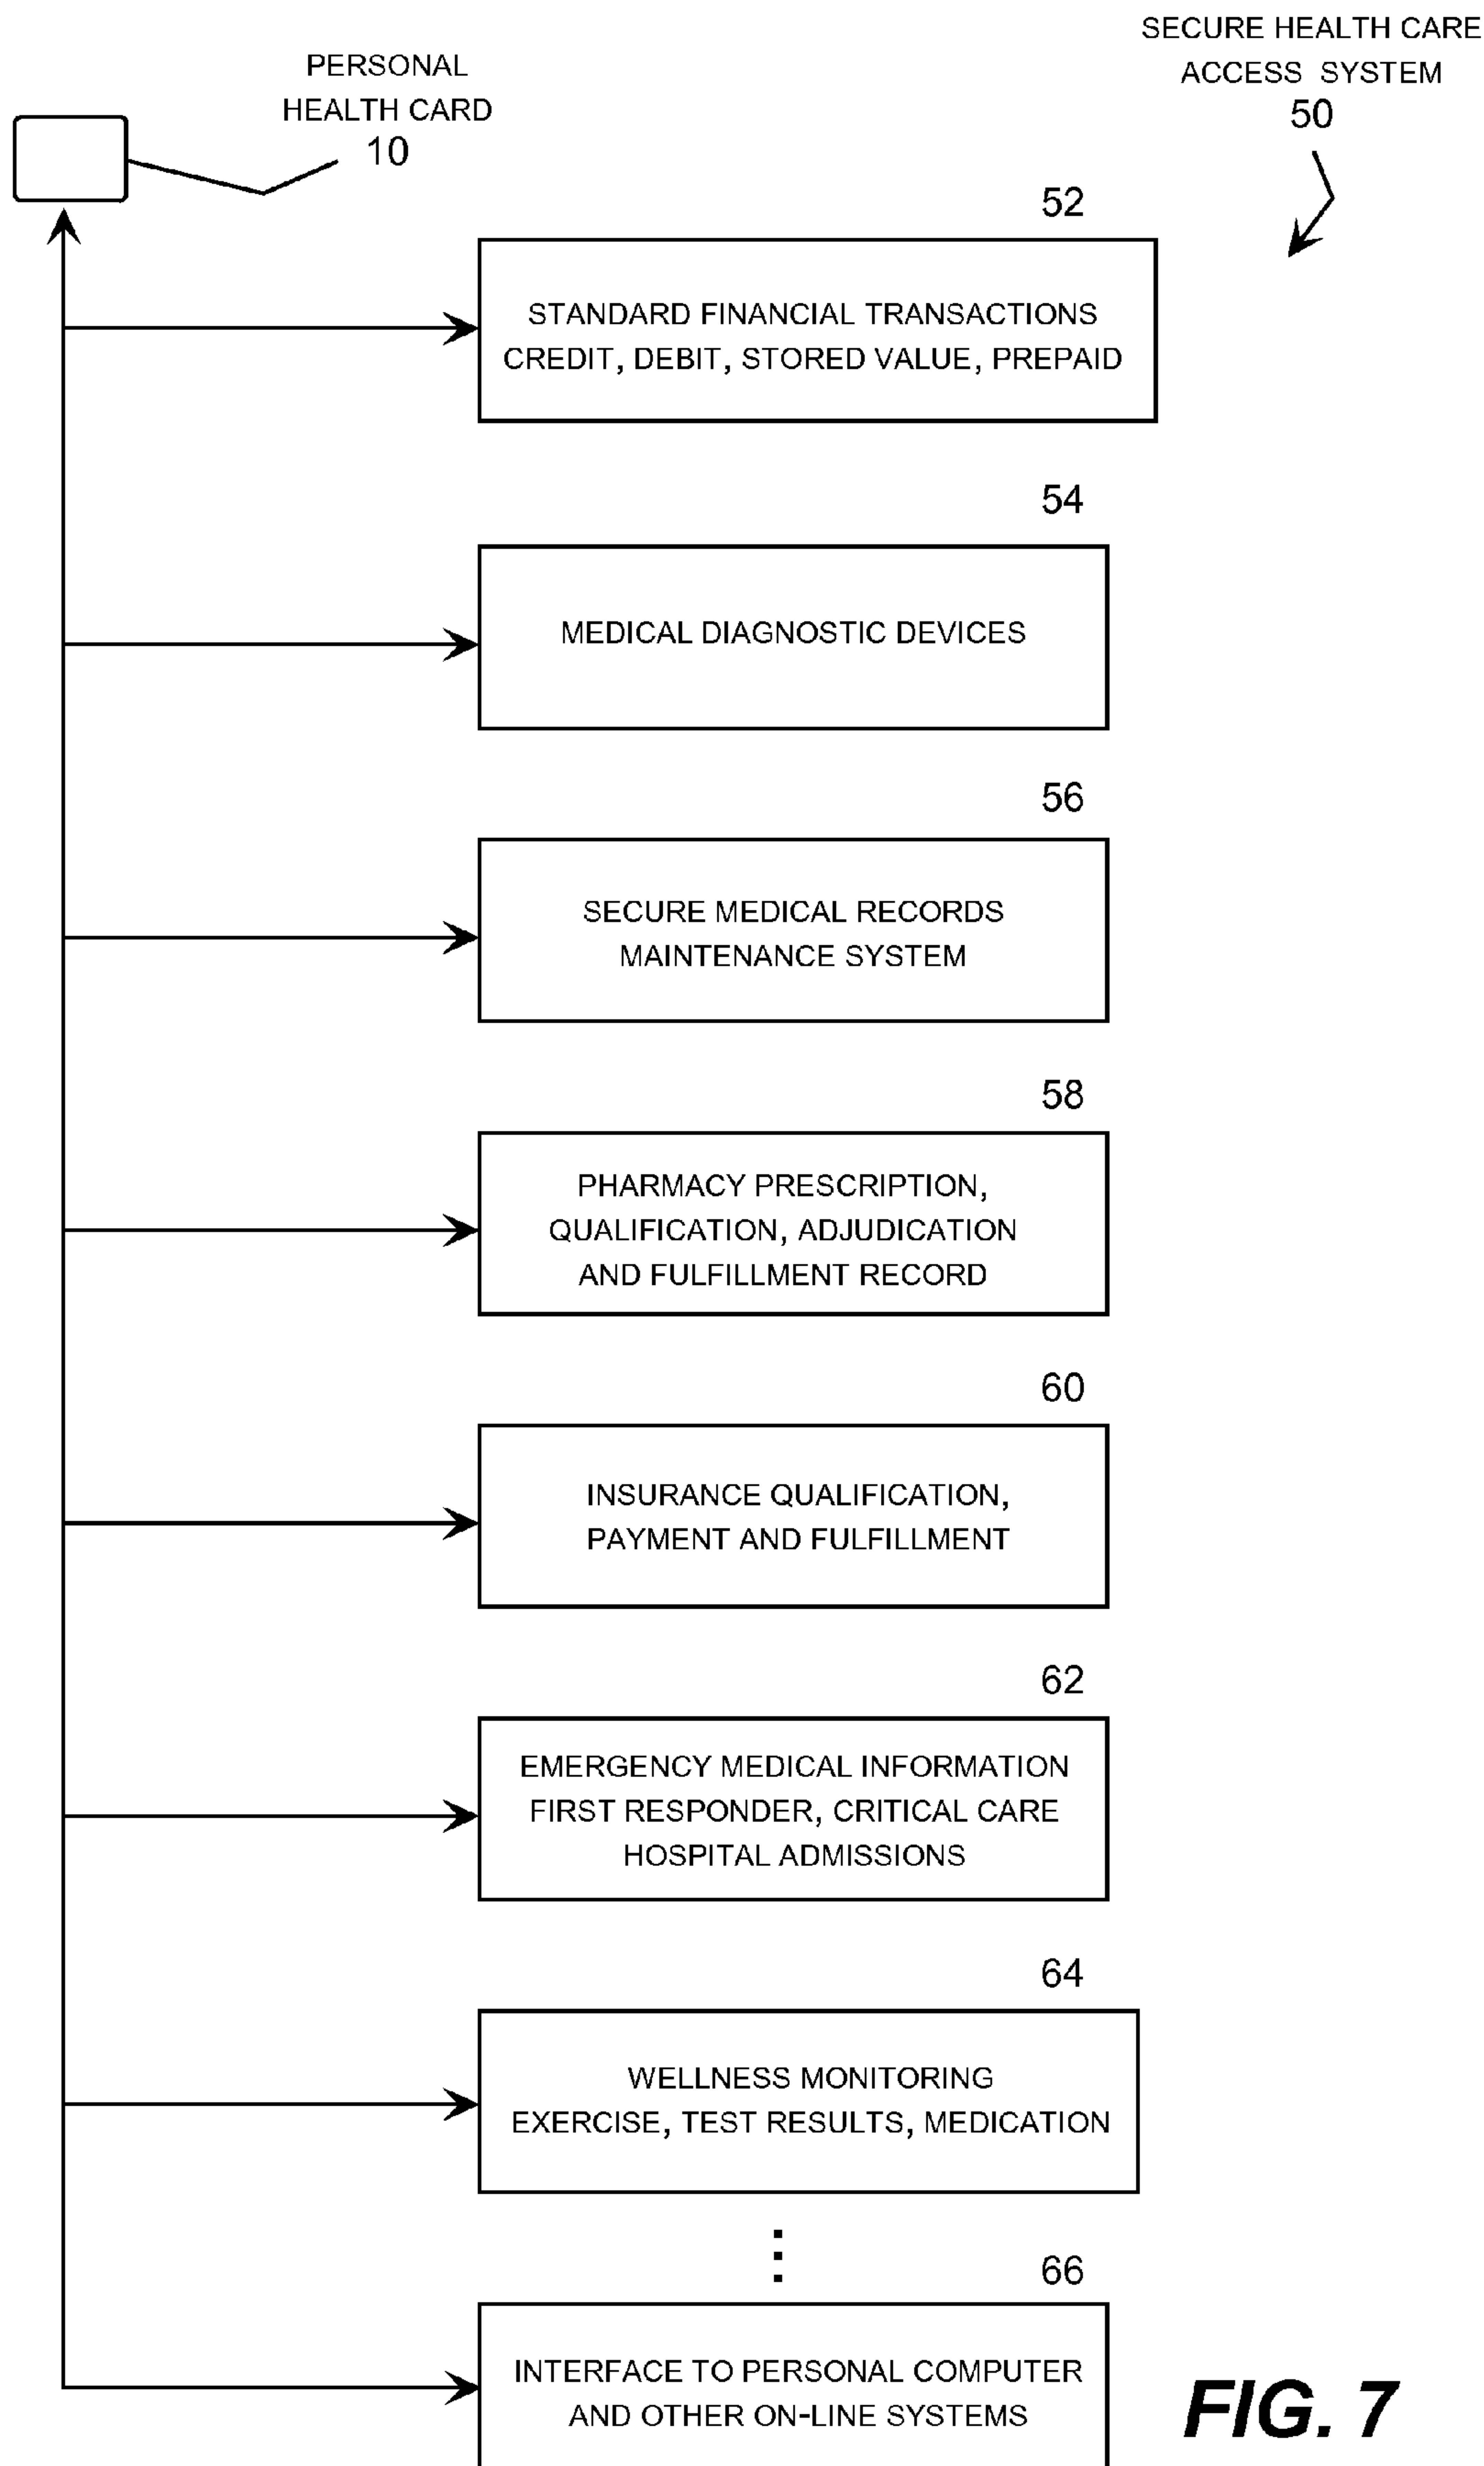 SECURE HEALTH CARE
ACCESS SYSTEM
50
PERSONAL
HEALTH CARD
10
52
STANDARD FINANCIAL TRANSACTIONS
CREDIT, DEBIT, STORED VALUE, PREPAID
54
MEDICAL DIAGNOSTIC DEVICES
56
SECURE MEDICAL RECORDS
MAINTENANCE SYSTEM
58
PHARMACY PRESCRIPTION,
QUALIFICATION, ADJUDICATION
AND FULFILLMENT RECORD
60
INSURANCE QUALIFICATION,
PAYMENT AND FULFILLMENT
62
EMERGENCY MEDICAL INFORMATION
FIRST RESPONDER, CRITICAL CARE
HOSPITAL ADMISSIONS
64
WELLNESS MONITORING
EXERCISE, TEST RESULTS, MEDICATION
66
INTERFACE TO PERSONAL COMPUTER
AND OTHER ON-LINE SYSTEMS
FIG. 7